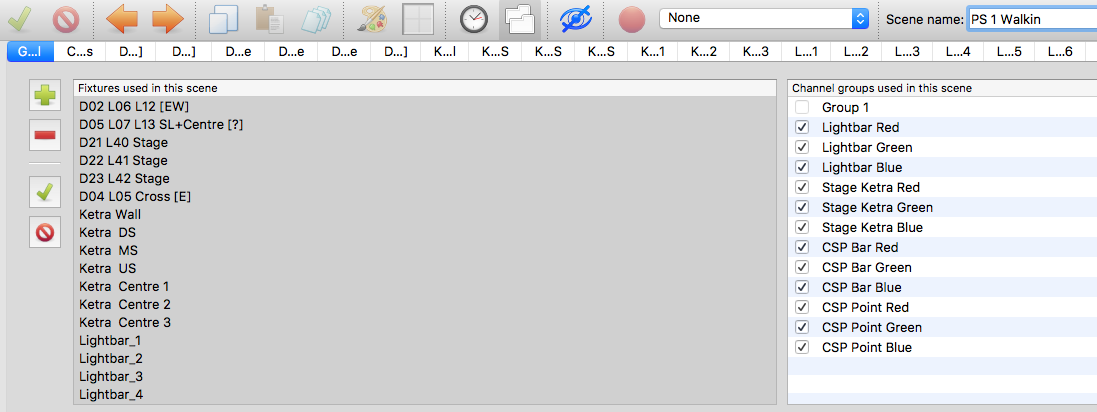 None
Scene name: PS 1 Walkin
G...l C...s D...] D...] D...e D...e D...e D...] K...l K...S K...S K...S K...1 K...2 K...3 L...1 L...2 L...3 L...4 L...5 L...6
Fixtures used in this scene
D02 L06 L12 [EW]
D05 L07 L13 SL+Centre [?]
D21 L40 Stage
D22 L41 Stage
D23 L42 Stage
D04 L05 Cross [E]
Ketra Wall
Ketra  DS
Ketra  MS
Ketra  US
Ketra  Centre 1
Ketra  Centre 2
Ketra  Centre 3
Lightbar_1
Lightbar_2
Lightbar_3
Lightbar_4
Channel groups used in this scene
Group 1
Lightbar Red
Lightbar Green
Lightbar Blue
Stage Ketra Red
Stage Ketra Green
Stage Ketra Blue
CSP Bar Red
CSP Bar Green
CSP Bar Blue
CSP Point Red
CSP Point Green
CSP Point Blue